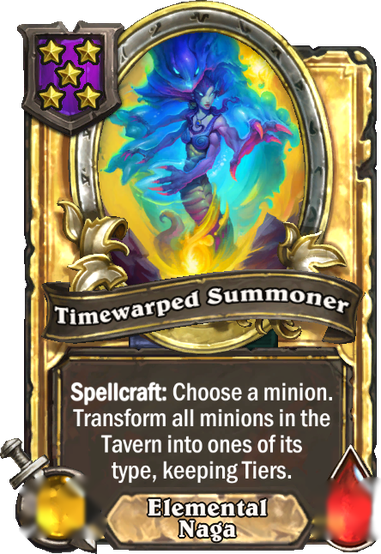 Timewarped Summoner
Spellcraft: Choose a minion.
Transform all minions in the
Tavern into ones of its
type, keeping Tiers.
Elemental
Naga